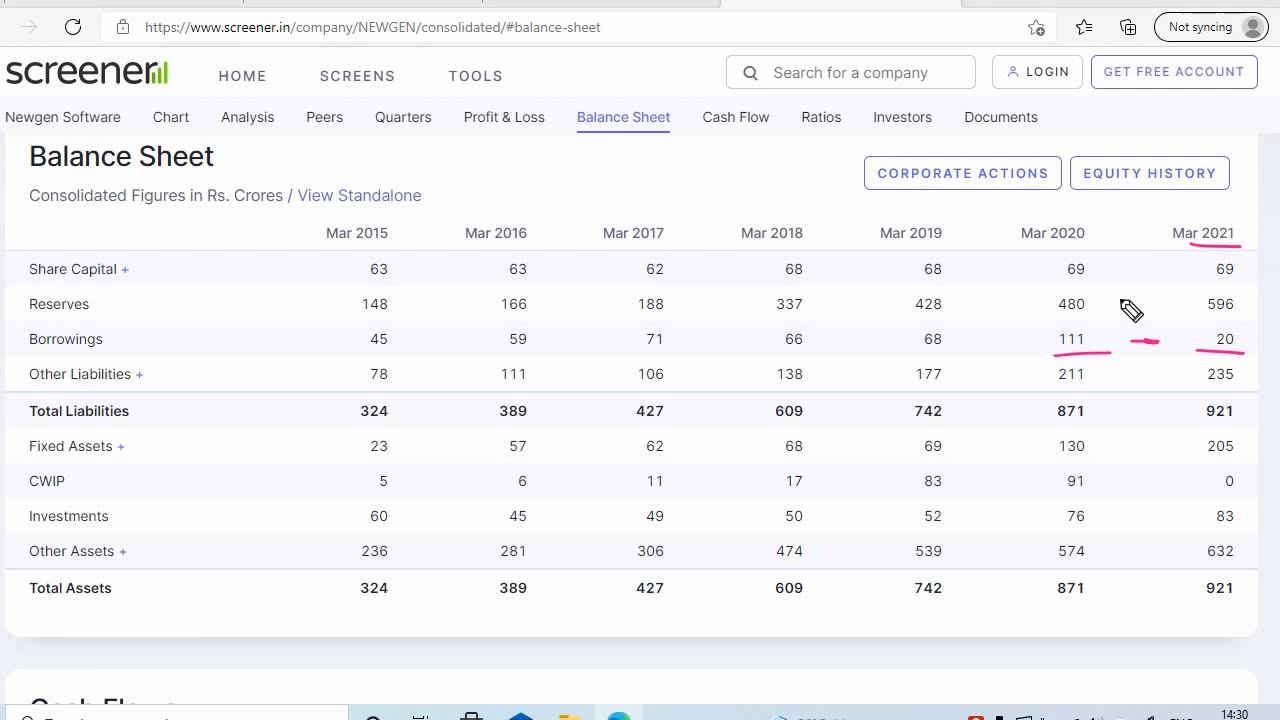 https://www.screener.in/company/NEWGEN/consolidated/#balance-sheet Not syncing
screener HOME SCREENS TOOLS Search for a company LOGIN GET FREE ACCOUNT
Newgen Software Chart Analysis Peers Quarters Profit & Loss Balance Sheet Cash Flow Ratios Investors Documents
Balance Sheet
CORPORATE ACTIONS EQUITY HISTORY
Consolidated Figures in Rs. Crores / View Standalone
Mar 2015 Mar 2016 Mar 2017 Mar 2018 Mar 2019 Mar 2020 Mar 2021
Share Capital + 63 63 62 68 68 69 69
Reserves 148 166 188 337 428 480 596
Borrowings 45 59 71 66 68 111 20
Other Liabilities + 78 111 106 138 177 211 235
Total Liabilities 324 389 427 609 742 871 921
Fixed Assets + 23 57 62 68 69 130 205
CWIP 5 6 11 17 83 91 0
Investments 60 45 49 50 52 76 83
Other Assets + 236 281 306 474 539 574 632
Total Assets 324 389 427 609 742 871 921
14:30